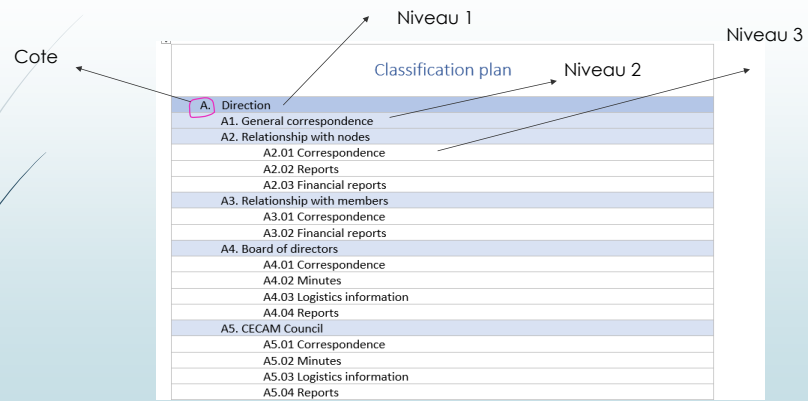 Niveau 1
Niveau 3
Cote
Classification plan
Niveau 2
A. Direction
A1. General correspondence
A2. Relationship with nodes
A2.01 Correspondence
A2.02 Reports
A2.03 Financial reports
A3. Relationship with members
A3.01 Correspondence
A3.02 Financial reports
A4. Board of directors
A4.01 Correspondence
A4.02 Minutes
A4.03 Logistics information
A4.04 Reports
A5. CECAM Council
A5.01 Correspondence
A5.02 Minutes
A5.03 Logistics information
A5.04 Reports